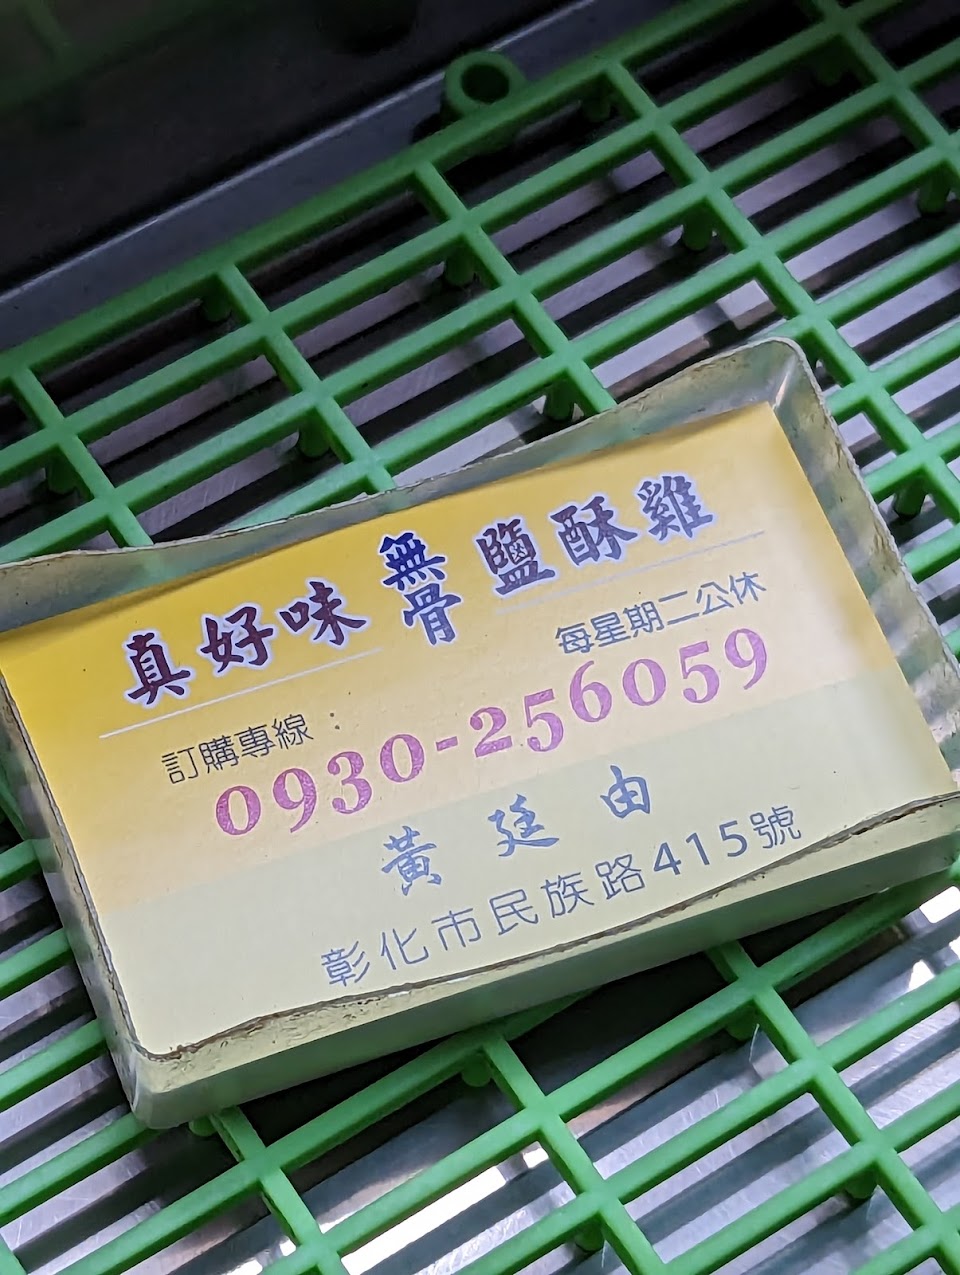 真好味無骨鹽酥雞
每星期二公休
訂購專線：
0930-256059
黃廷由
彰化市民族路415號